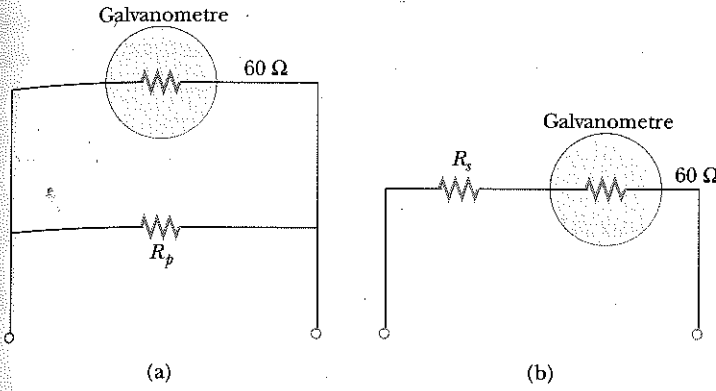 Galvanometre
60 Ω
R_p
(a)
Galvanometre
R_s
60 Ω
(b)